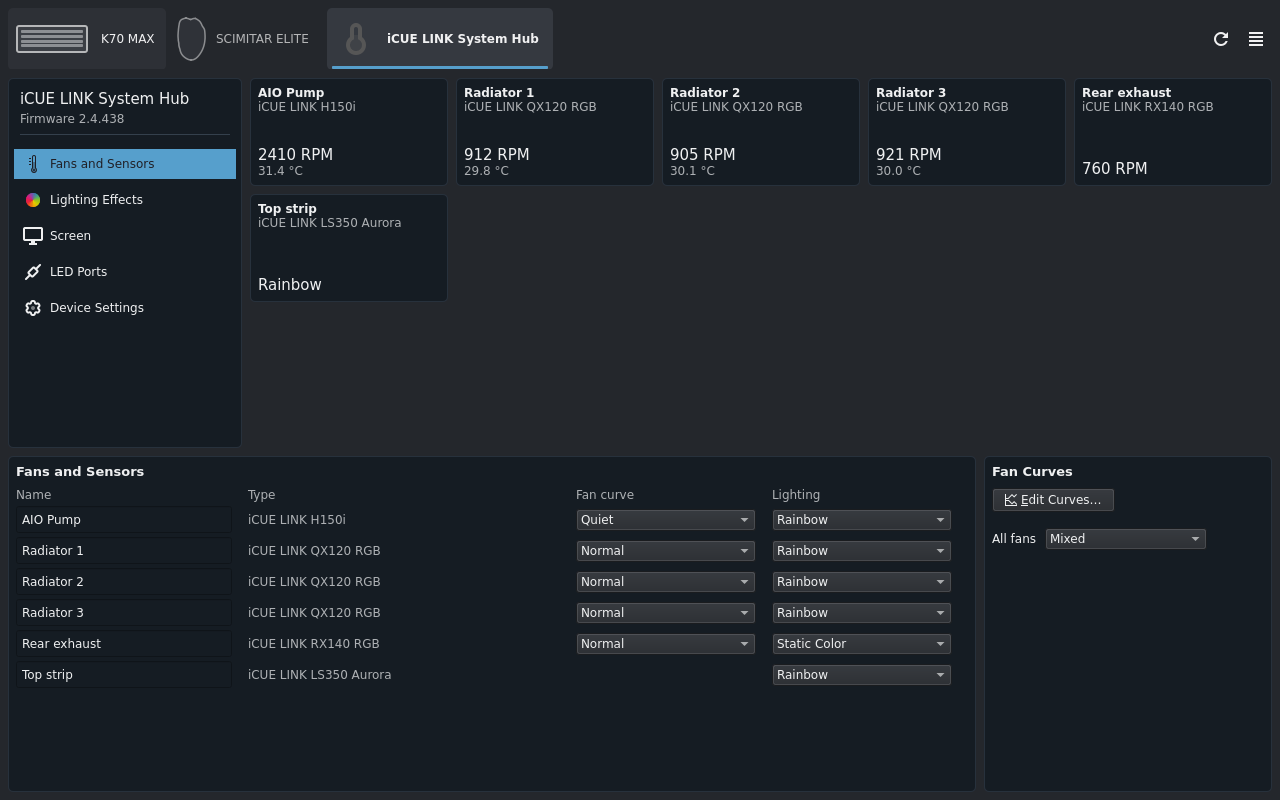 K70 MAX
SCIMITAR ELITE
iCUE LINK System Hub
iCUE LINK System Hub
Firmware 2.4.438
Fans and Sensors
Lighting Effects
Screen
LED Ports
Device Settings
AIO Pump
iCUE LINK H150i
2410 RPM
31.4 °C
Radiator 1
iCUE LINK QX120 RGB
912 RPM
29.8 °C
Radiator 2
iCUE LINK QX120 RGB
905 RPM
30.1 °C
Radiator 3
iCUE LINK QX120 RGB
921 RPM
30.0 °C
Rear exhaust
iCUE LINK RX140 RGB
760 RPM
Top strip
iCUE LINK LS350 Aurora
Rainbow
Fans and Sensors
Name Type Fan curve Lighting
AIO Pump iCUE LINK H150i Quiet Rainbow
Radiator 1 iCUE LINK QX120 RGB Normal Rainbow
Radiator 2 iCUE LINK QX120 RGB Normal Rainbow
Radiator 3 iCUE LINK QX120 RGB Normal Rainbow
Rear exhaust iCUE LINK RX140 RGB Normal Static Color
Top strip iCUE LINK LS350 Aurora Rainbow
Fan Curves
Edit Curves...
All fans Mixed